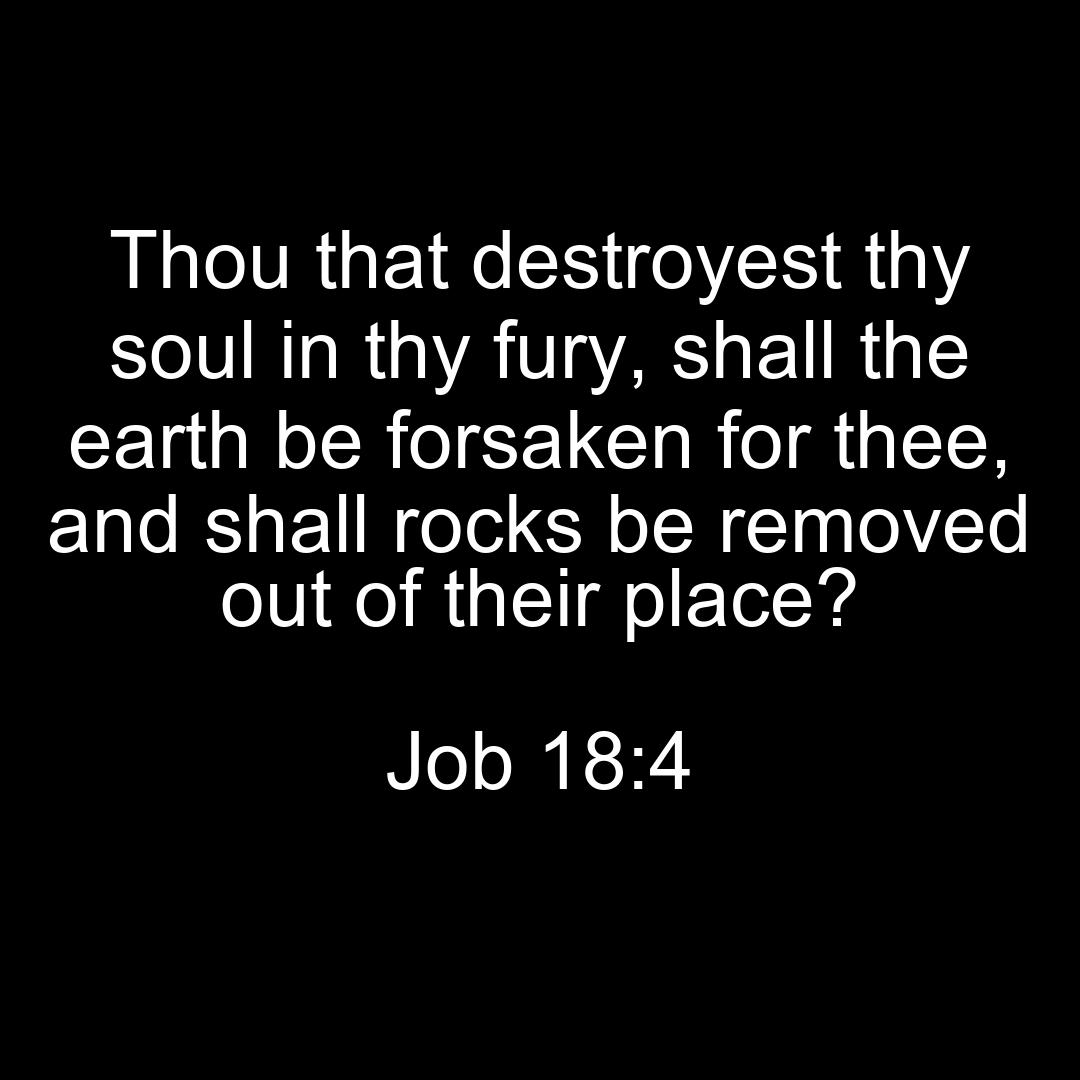 Thou that destroyest thy
soul in thy fury, shall the
earth be forsaken for thee,
and shall rocks be removed
out of their place?
Job 18:4